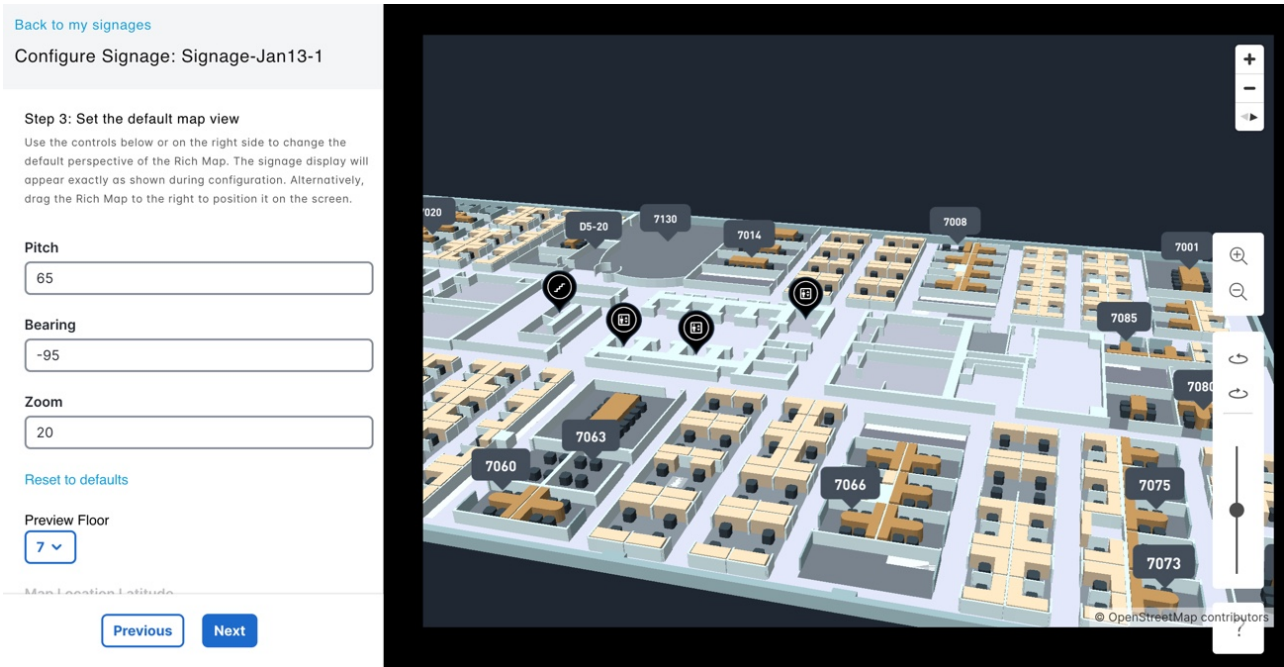 Back to my signages
Configure Signage: Signage-Jan13-1
Step 3: Set the default map view
Use the controls below or on the right side to change the
default perspective of the Rich Map. The signage display will
appear exactly as shown during configuration. Alternatively,
drag the Rich Map to the right to position it on the screen.
Pitch
65
Bearing
-95
Zoom
20
Reset to defaults
Preview Floor
7
Map Location Latitude
Previous
Next
7020
D5-20
7130
7014
7008
7001
7085
7080
7063
7060
7066
7075
7073
© OpenStreetMap contributors
?